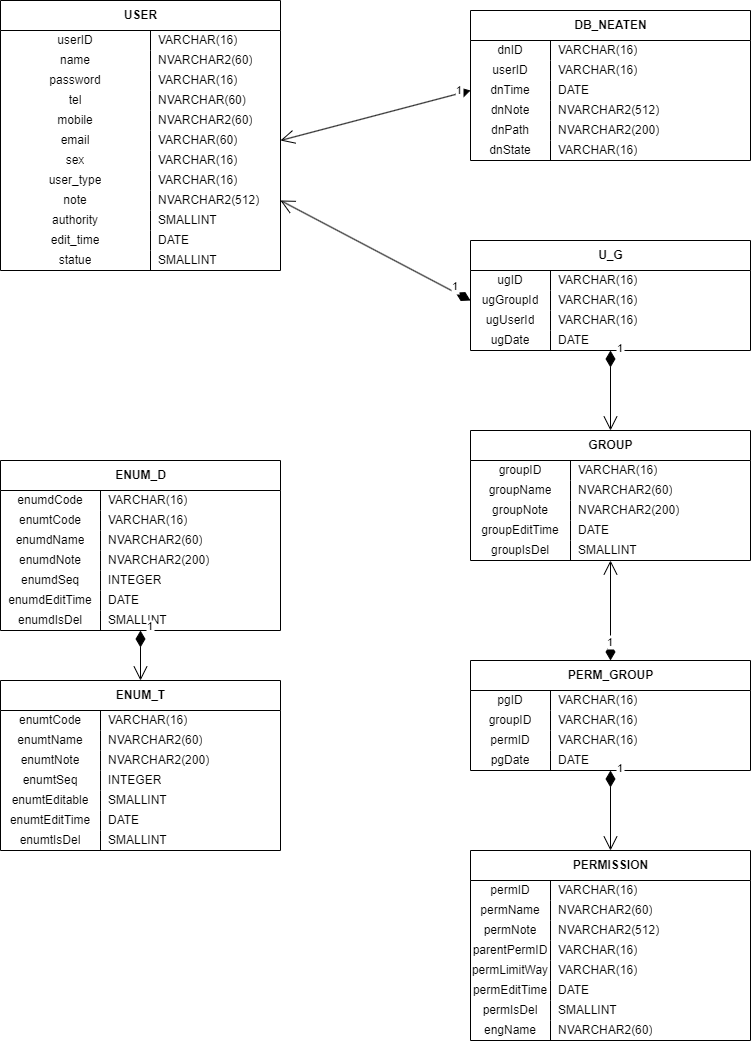 USER
userID VARCHAR(16)
name NVARCHAR2(60)
password VARCHAR(16)
tel NVARCHAR(60)
mobile NVARCHAR2(60)
email VARCHAR(60)
sex VARCHAR(16)
user_type VARCHAR(16)
note NVARCHAR2(512)
authority SMALLINT
edit_time DATE
statue SMALLINT
DB_NEATEN
dnID VARCHAR(16)
userID VARCHAR(16)
dnTime DATE
dnNote NVARCHAR2(512)
dnPath NVARCHAR2(200)
dnState VARCHAR(16)
1
1
U_G
ugID VARCHAR(16)
ugGroupId VARCHAR(16)
ugUserId VARCHAR(16)
ugDate DATE
1
GROUP
groupID VARCHAR(16)
groupName NVARCHAR2(60)
groupNote NVARCHAR2(200)
groupEditTime DATE
groupIsDel SMALLINT
1
ENUM_D
enumdCode VARCHAR(16)
enumtCode VARCHAR(16)
enumdName NVARCHAR2(60)
enumdNote NVARCHAR2(200)
enumdSeq INTEGER
enumdEditTime DATE
enumdIsDel SMALLINT
1
ENUM_T
enumtCode VARCHAR(16)
enumtName NVARCHAR2(60)
enumtNote NVARCHAR2(200)
enumtSeq INTEGER
enumtEditable SMALLINT
enumtEditTime DATE
enumtIsDel SMALLINT
PERM_GROUP
pgID VARCHAR(16)
groupID VARCHAR(16)
permID VARCHAR(16)
pgDate DATE
1
PERMISSION
permID VARCHAR(16)
permName NVARCHAR2(60)
permNote NVARCHAR2(512)
parentPermID VARCHAR(16)
permLimitWay VARCHAR(16)
permEditTime DATE
permIsDel SMALLINT
engName NVARCHAR2(60)